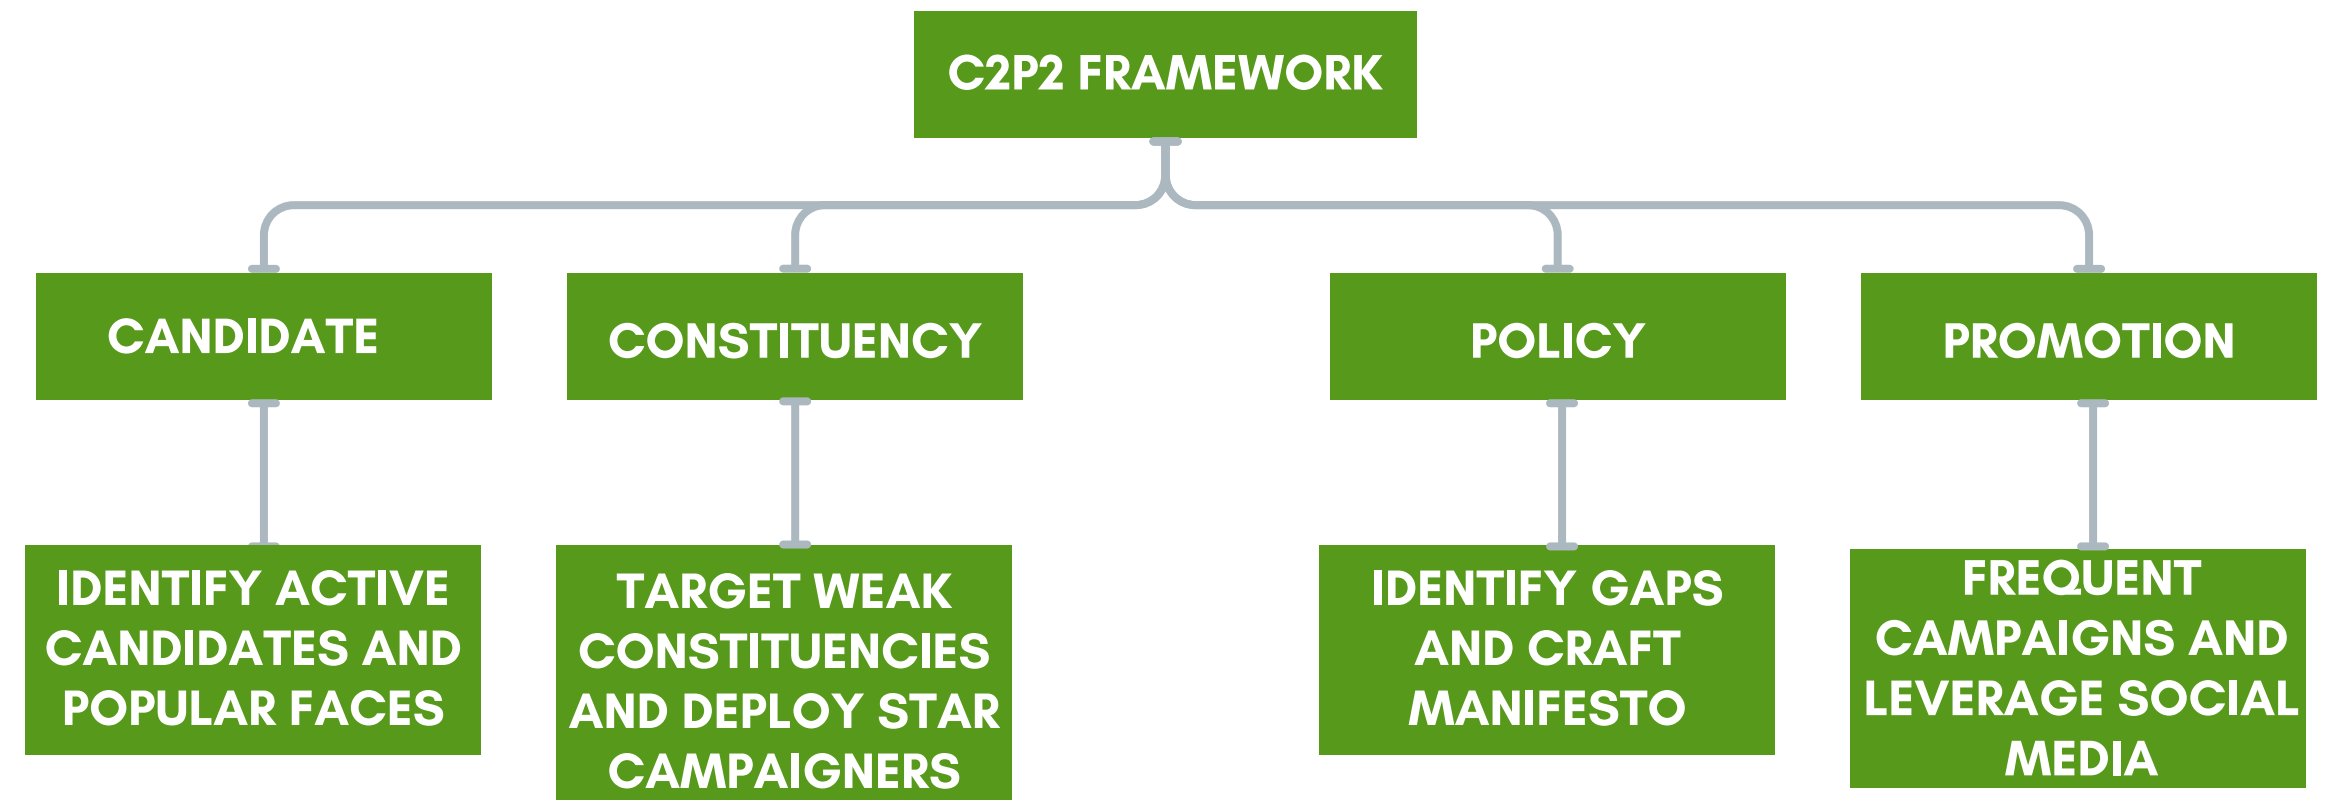 C2P2 FRAMEWORK
CANDIDATE
CONSTITUENCY
POLICY
PROMOTION
IDENTIFY ACTIVE
CANDIDATES AND
POPULAR FACES
TARGET WEAK
CONSTITUENCIES
AND DEPLOY STAR
CAMPAIGNERS
IDENTIFY GAPS
AND CRAFT
MANIFESTO
FREQUENT
CAMPAIGNS AND
LEVERAGE SOCIAL
MEDIA